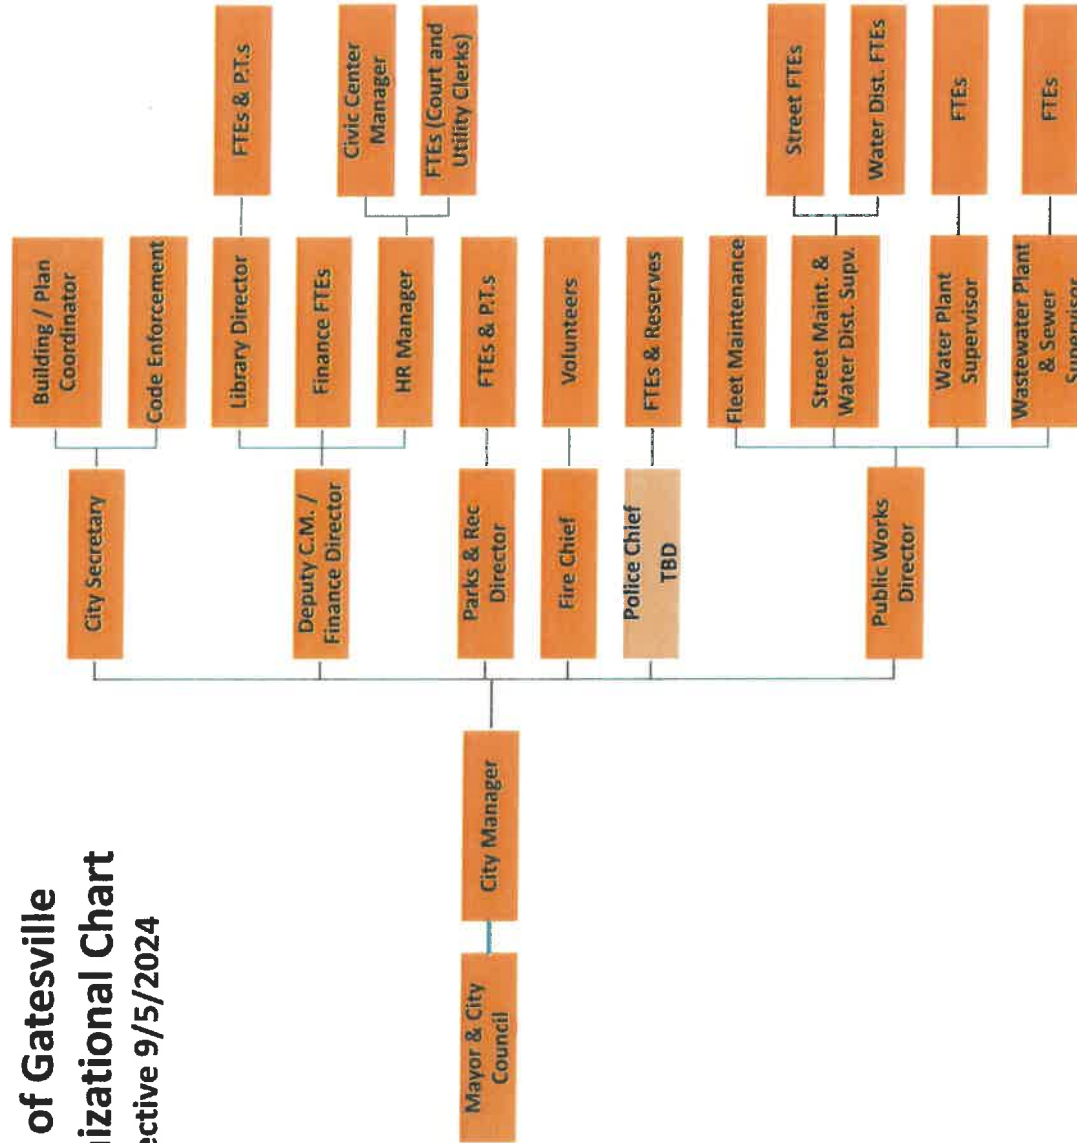 of Gatesville
izational Chart
ective 9/5/2024
Mayor & City
Council
City Manager
City Secretary
Building / Plan
Coordinator
Code Enforcement
Deputy C.M. /
Finance Director
Library Director
FTEs & P.T.s
Finance FTEs
HR Manager
Civic Center
Manager
FTEs (Court and
Utility Clerks)
Parks & Rec
Director
FTEs & P.T.s
Fire Chief
Volunteers
Police Chief
TBD
FTEs & Reserves
Public Works
Director
Fleet Maintenance
Street Maint. &
Water Dist. Supv.
Street FTEs
Water Dist. FTEs
Water Plant
Supervisor
FTEs
Wastewater Plant
& Sewer
Supervisor
FTEs